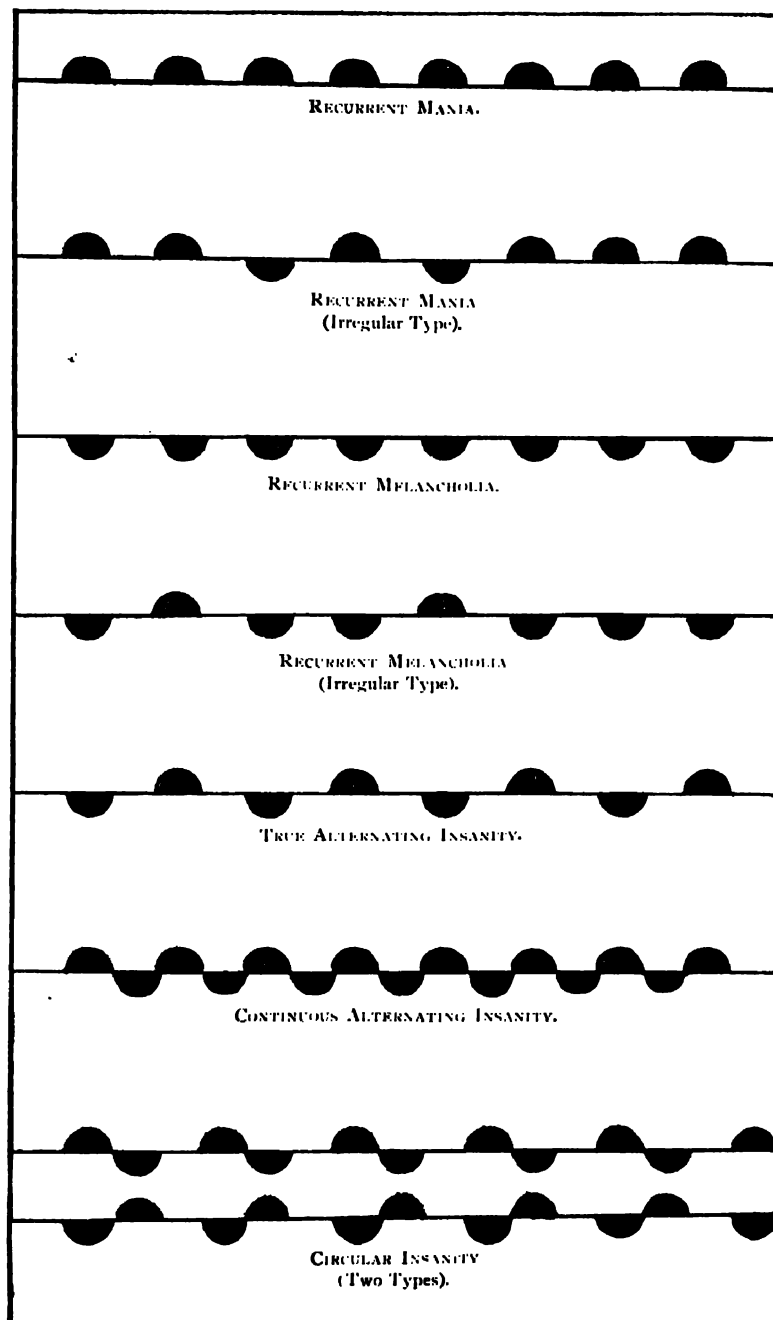 RECURRENT MANIA.
RECURRENT MANIA
(Irregular Type).
RECURRENT MELANCHOLIA.
RECURRENT MELANCHOLIA
(Irregular Type).
TRUE ALTERNATING INSANITY.
CONTINUOUS ALTERNATING INSANITY.
CIRCULAR INSANITY
(Two Types).